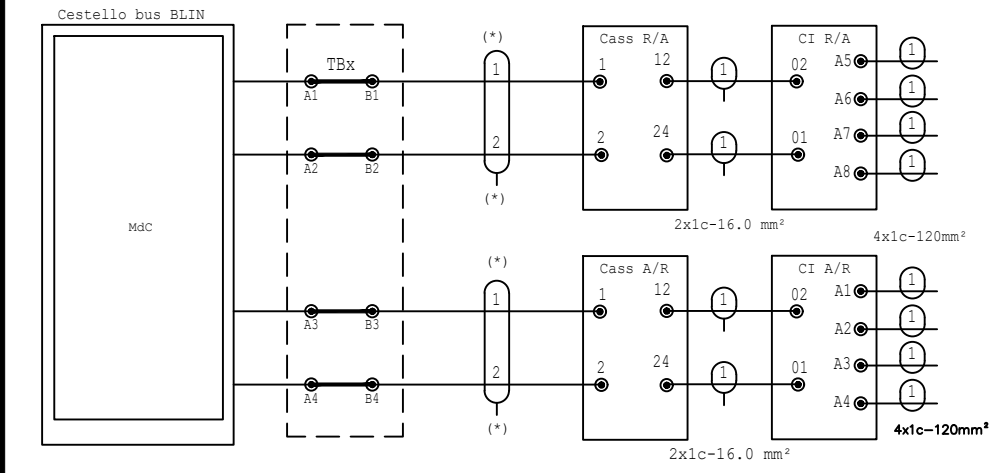 Cestello bus BLIN
(*) Cass R/A CI R/A
TBx 1 1 12 1 02 A5 1
A1 B1 A6 1
2 2 24 1 01 A7 1
A2 B2 A8 1
(*)
MdC
2x1c-16.0 mm²
4x1c-120mm²
(*) Cass A/R CI A/R
1 1 12 1 02 A1 1
A3 B3 A2 1
2 2 24 1 01 A3 1
A4 B4 A4 1
(*)
4x1c-120mm²
2x1c-16.0 mm²